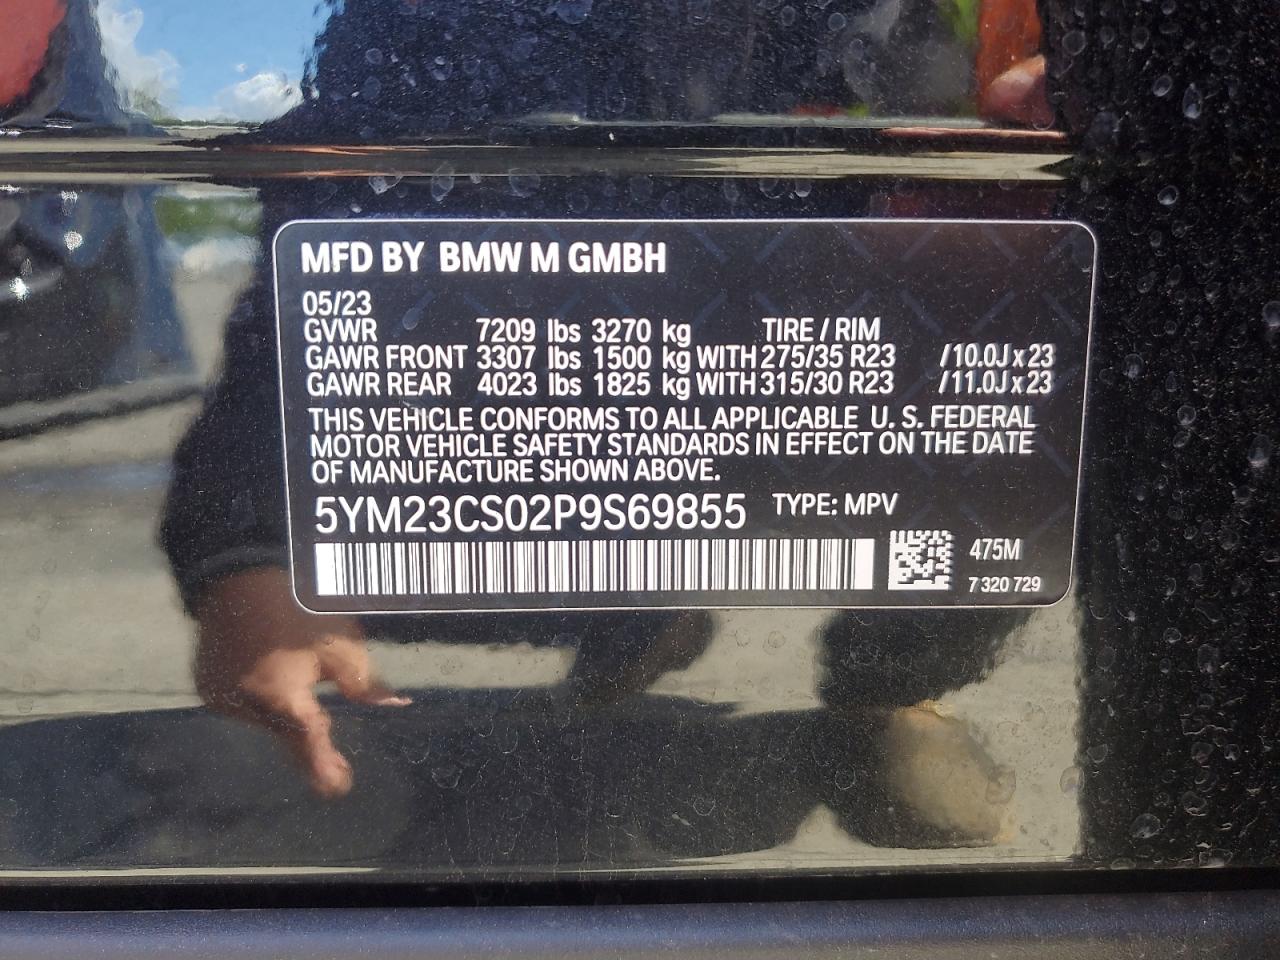 MFD BY BMW M GMBH
05/23
GVWR 7209 lbs 3270 kg TIRE / RIM
GAWR FRONT 3307 lbs 1500 kg WITH 275/35 R23 /10.0J x 23
GAWR REAR 4023 lbs 1825 kg WITH 315/30 R23 /11.0J x 23
THIS VEHICLE CONFORMS TO ALL APPLICABLE U. S. FEDERAL
MOTOR VEHICLE SAFETY STANDARDS IN EFFECT ON THE DATE
OF MANUFACTURE SHOWN ABOVE.
5YM23CS02P9S69855 TYPE: MPV
475M
7 320 729